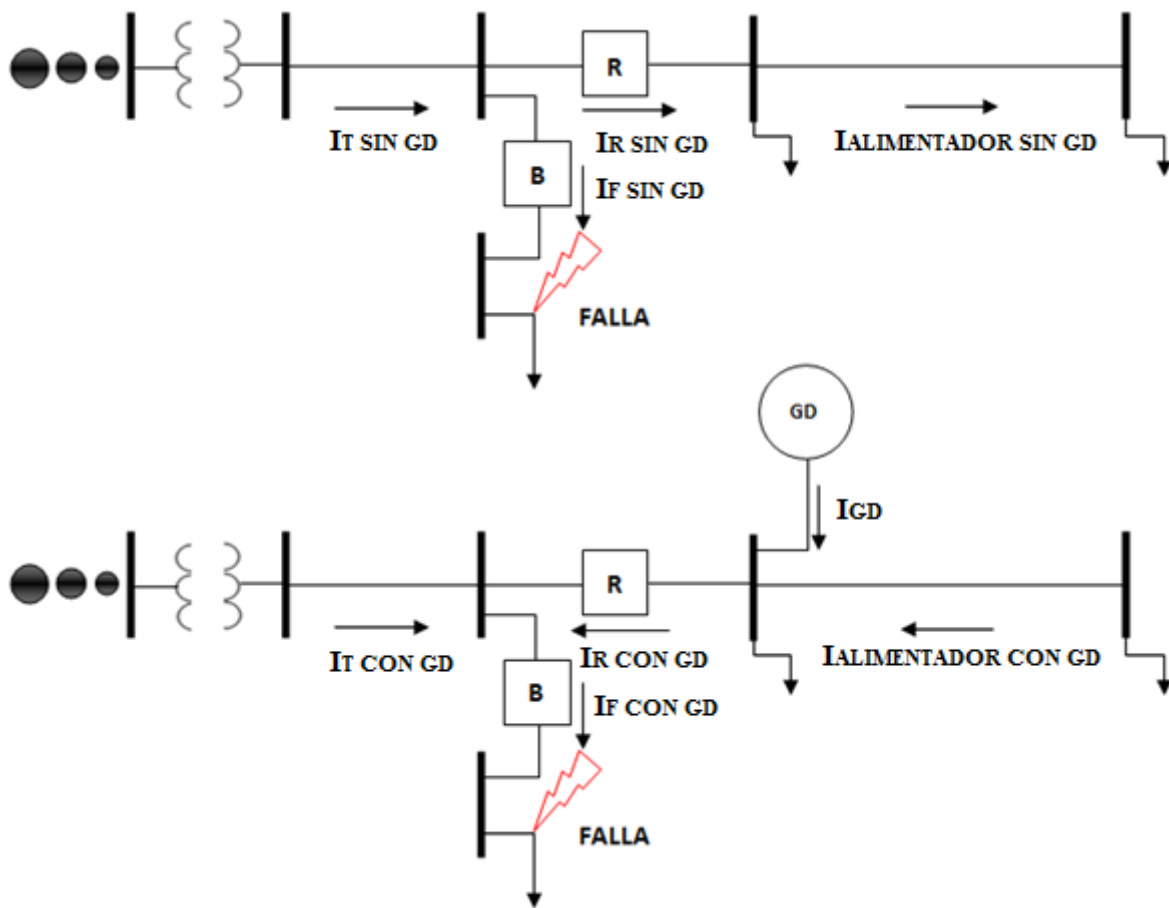 R
IT SIN GD
IR SIN GD
IALIMENTADOR SIN GD
B
IF SIN GD
FALLA
GD
IGD
R
IT CON GD
IR CON GD
IALIMENTADOR CON GD
B
IF CON GD
FALLA